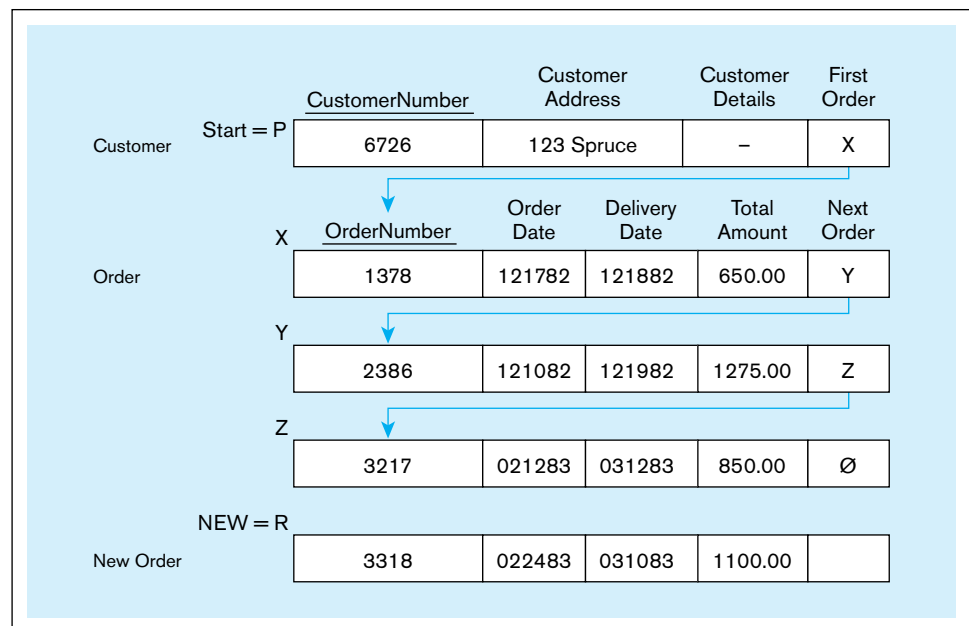 Customer Address
Customer Details
First Order
CustomerNumber
Start = P
Customer
6726
123 Spruce
–
X
Order Date
Delivery Date
Total Amount
Next Order
OrderNumber
X
Order
1378
121782
121882
650.00
Y
Y
2386
121082
121982
1275.00
Z
Z
3217
021283
031283
850.00
Ø
NEW = R
New Order
3318
022483
031083
1100.00